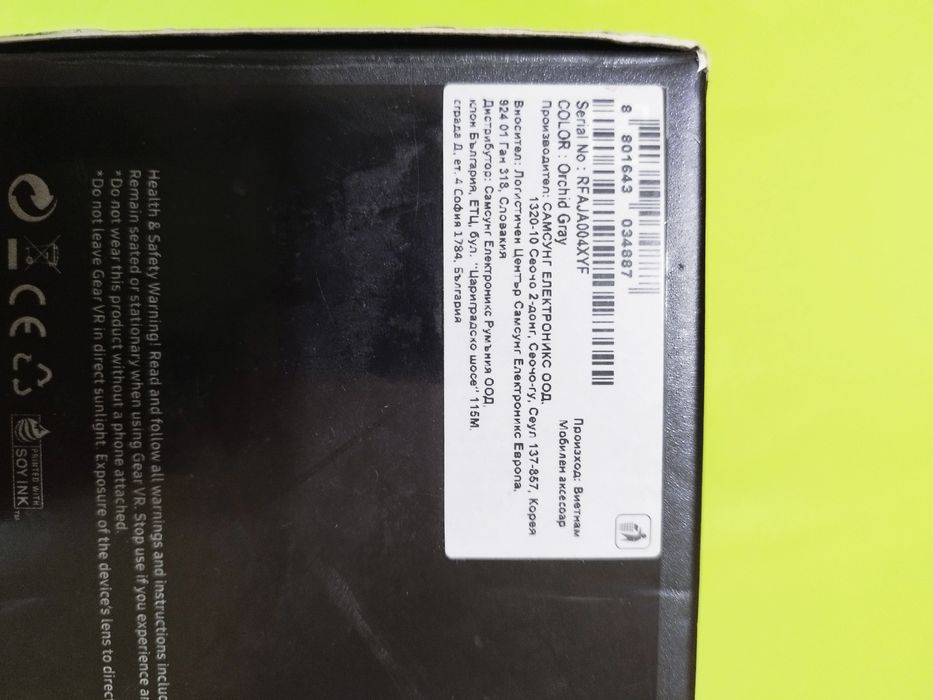 8 801643 034887
Serial No : RFAJA004XYF
COLOR : Orchid Gray
Произход: Виетнам
Мобилен аксесоар
Производител: САМСУНГ ЕЛЕКТРОНИКС ООД,
1320-10 Сеочо 2-донг, Сеочо-гу, Сеул 137-857, Корея
Вносител: Логистичен Център Самсунг Електроникс Европа,
924 01 Ган 318, Словакия
Дистрибутор: Самсунг Електроникс Румъния ООД,
клон България, ЕТЦ, бул. "Цариградско шосе" 115М,
сграда Д, ет. 4 София 1784, България
Health & Safety Warning! Read and follow all warnings and instructions
Remain seated or stationary when using Gear VR. Stop use if you experience
*Do not wear this product without a phone attached.
*Do not leave Gear VR in direct sunlight. Exposure of the device's lens to
CE
PRINTED WITH
SOY INK™